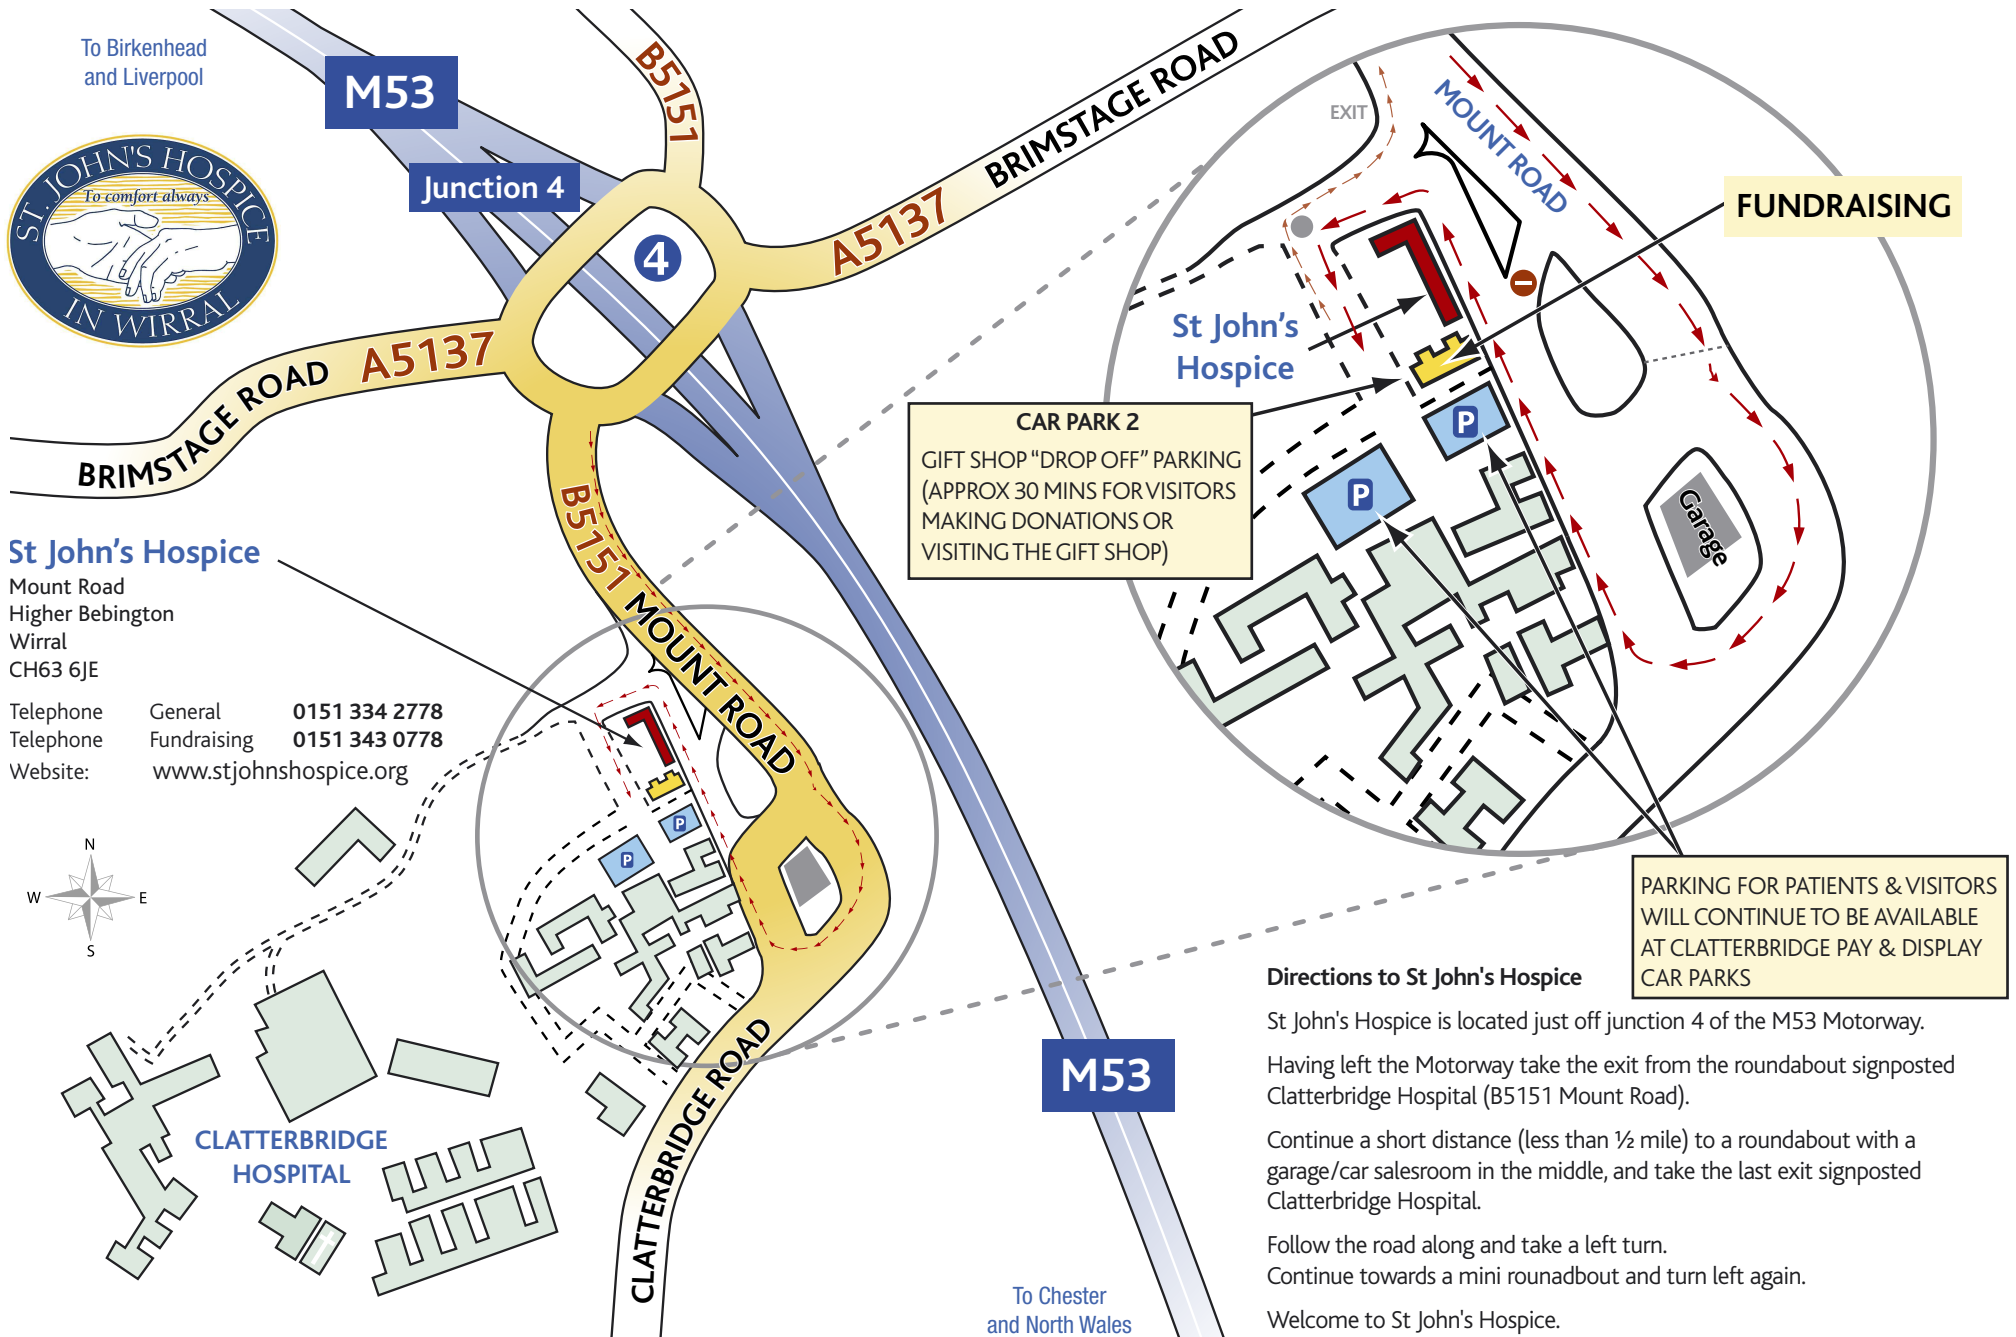 To Birkenhead
and Liverpool
M53
Junction 4
4
B5151
A5137
BRIMSTAGE ROAD
ST. JOHN'S HOSPICE
To comfort always
IN WIRRAL
BRIMSTAGE ROAD
A5137
B5151
MOUNT ROAD
St John’s Hospice
Mount Road
Higher Bebington
Wirral
CH63 6JE
Telephone General 0151 334 2778
Telephone Fundraising 0151 343 0778
Website: www.stjohnshospice.org
N
W
E
S
P
P
CLATTERBRIDGE
HOSPITAL
CLATTERBRIDGE ROAD
M53
To Chester
and North Wales
EXIT
MOUNT ROAD
FUNDRAISING
St John’s
Hospice
CAR PARK 2
GIFT SHOP “DROP OFF” PARKING
(APPROX 30 MINS FOR VISITORS
MAKING DONATIONS OR
VISITING THE GIFT SHOP)
P
P
Garage
PARKING FOR PATIENTS & VISITORS
WILL CONTINUE TO BE AVAILABLE
AT CLATTERBRIDGE PAY & DISPLAY
CAR PARKS
Directions to St John's Hospice
St John's Hospice is located just off junction 4 of the M53 Motorway.
Having left the Motorway take the exit from the roundabout signposted
Clatterbridge Hospital (B5151 Mount Road).
Continue a short distance (less than ½ mile) to a roundabout with a
garage/car salesroom in the middle, and take the last exit signposted
Clatterbridge Hospital.
Follow the road along and take a left turn.
Continue towards a mini rounadbout and turn left again.
Welcome to St John's Hospice.